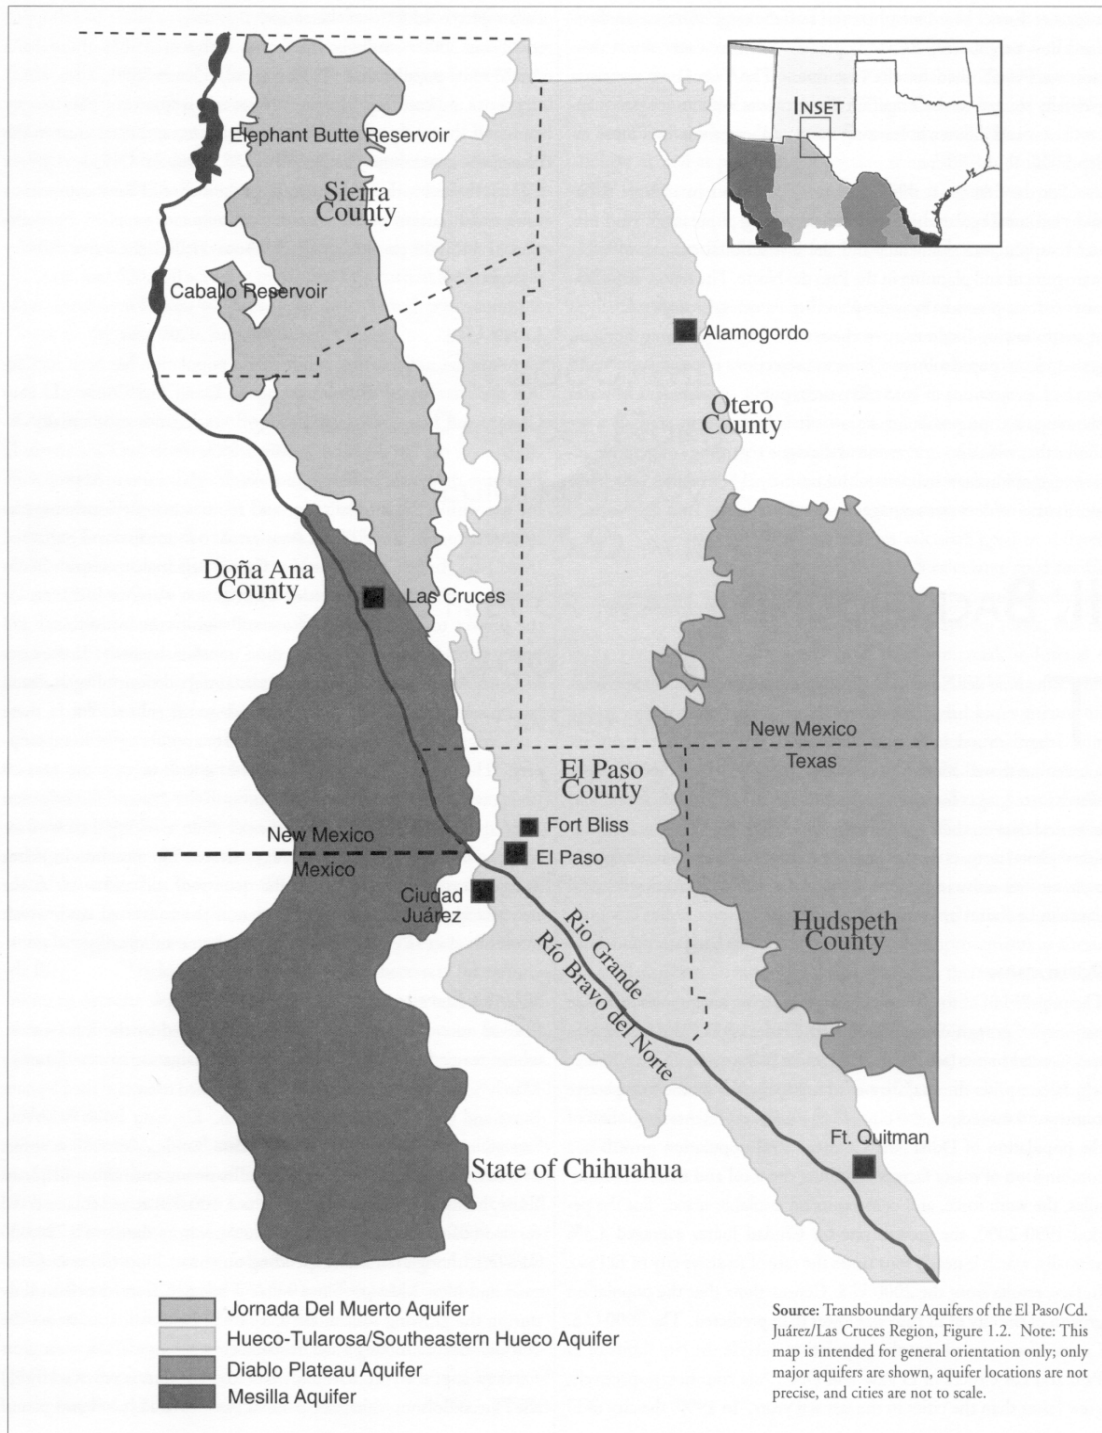 INSET
Elephant Butte Reservoir
Sierra
County
Caballo Reservoir
Alamogordo
Otero
County
Doña Ana
County
Las Cruces
New Mexico
Texas
El Paso
County
Fort Bliss
New Mexico
El Paso
Mexico
Ciudad
Juárez
Hudspeth
County
Rio Grande
Río Bravo del Norte
Ft. Quitman
State of Chihuahua
Jornada Del Muerto Aquifer
Hueco-Tularosa/Southeastern Hueco Aquifer
Diablo Plateau Aquifer
Mesilla Aquifer
Source: Transboundary Aquifers of the El Paso/Cd.
Juárez/Las Cruces Region, Figure 1.2. Note: This
map is intended for general orientation only; only
major aquifers are shown, aquifer locations are not
precise, and cities are not to scale.